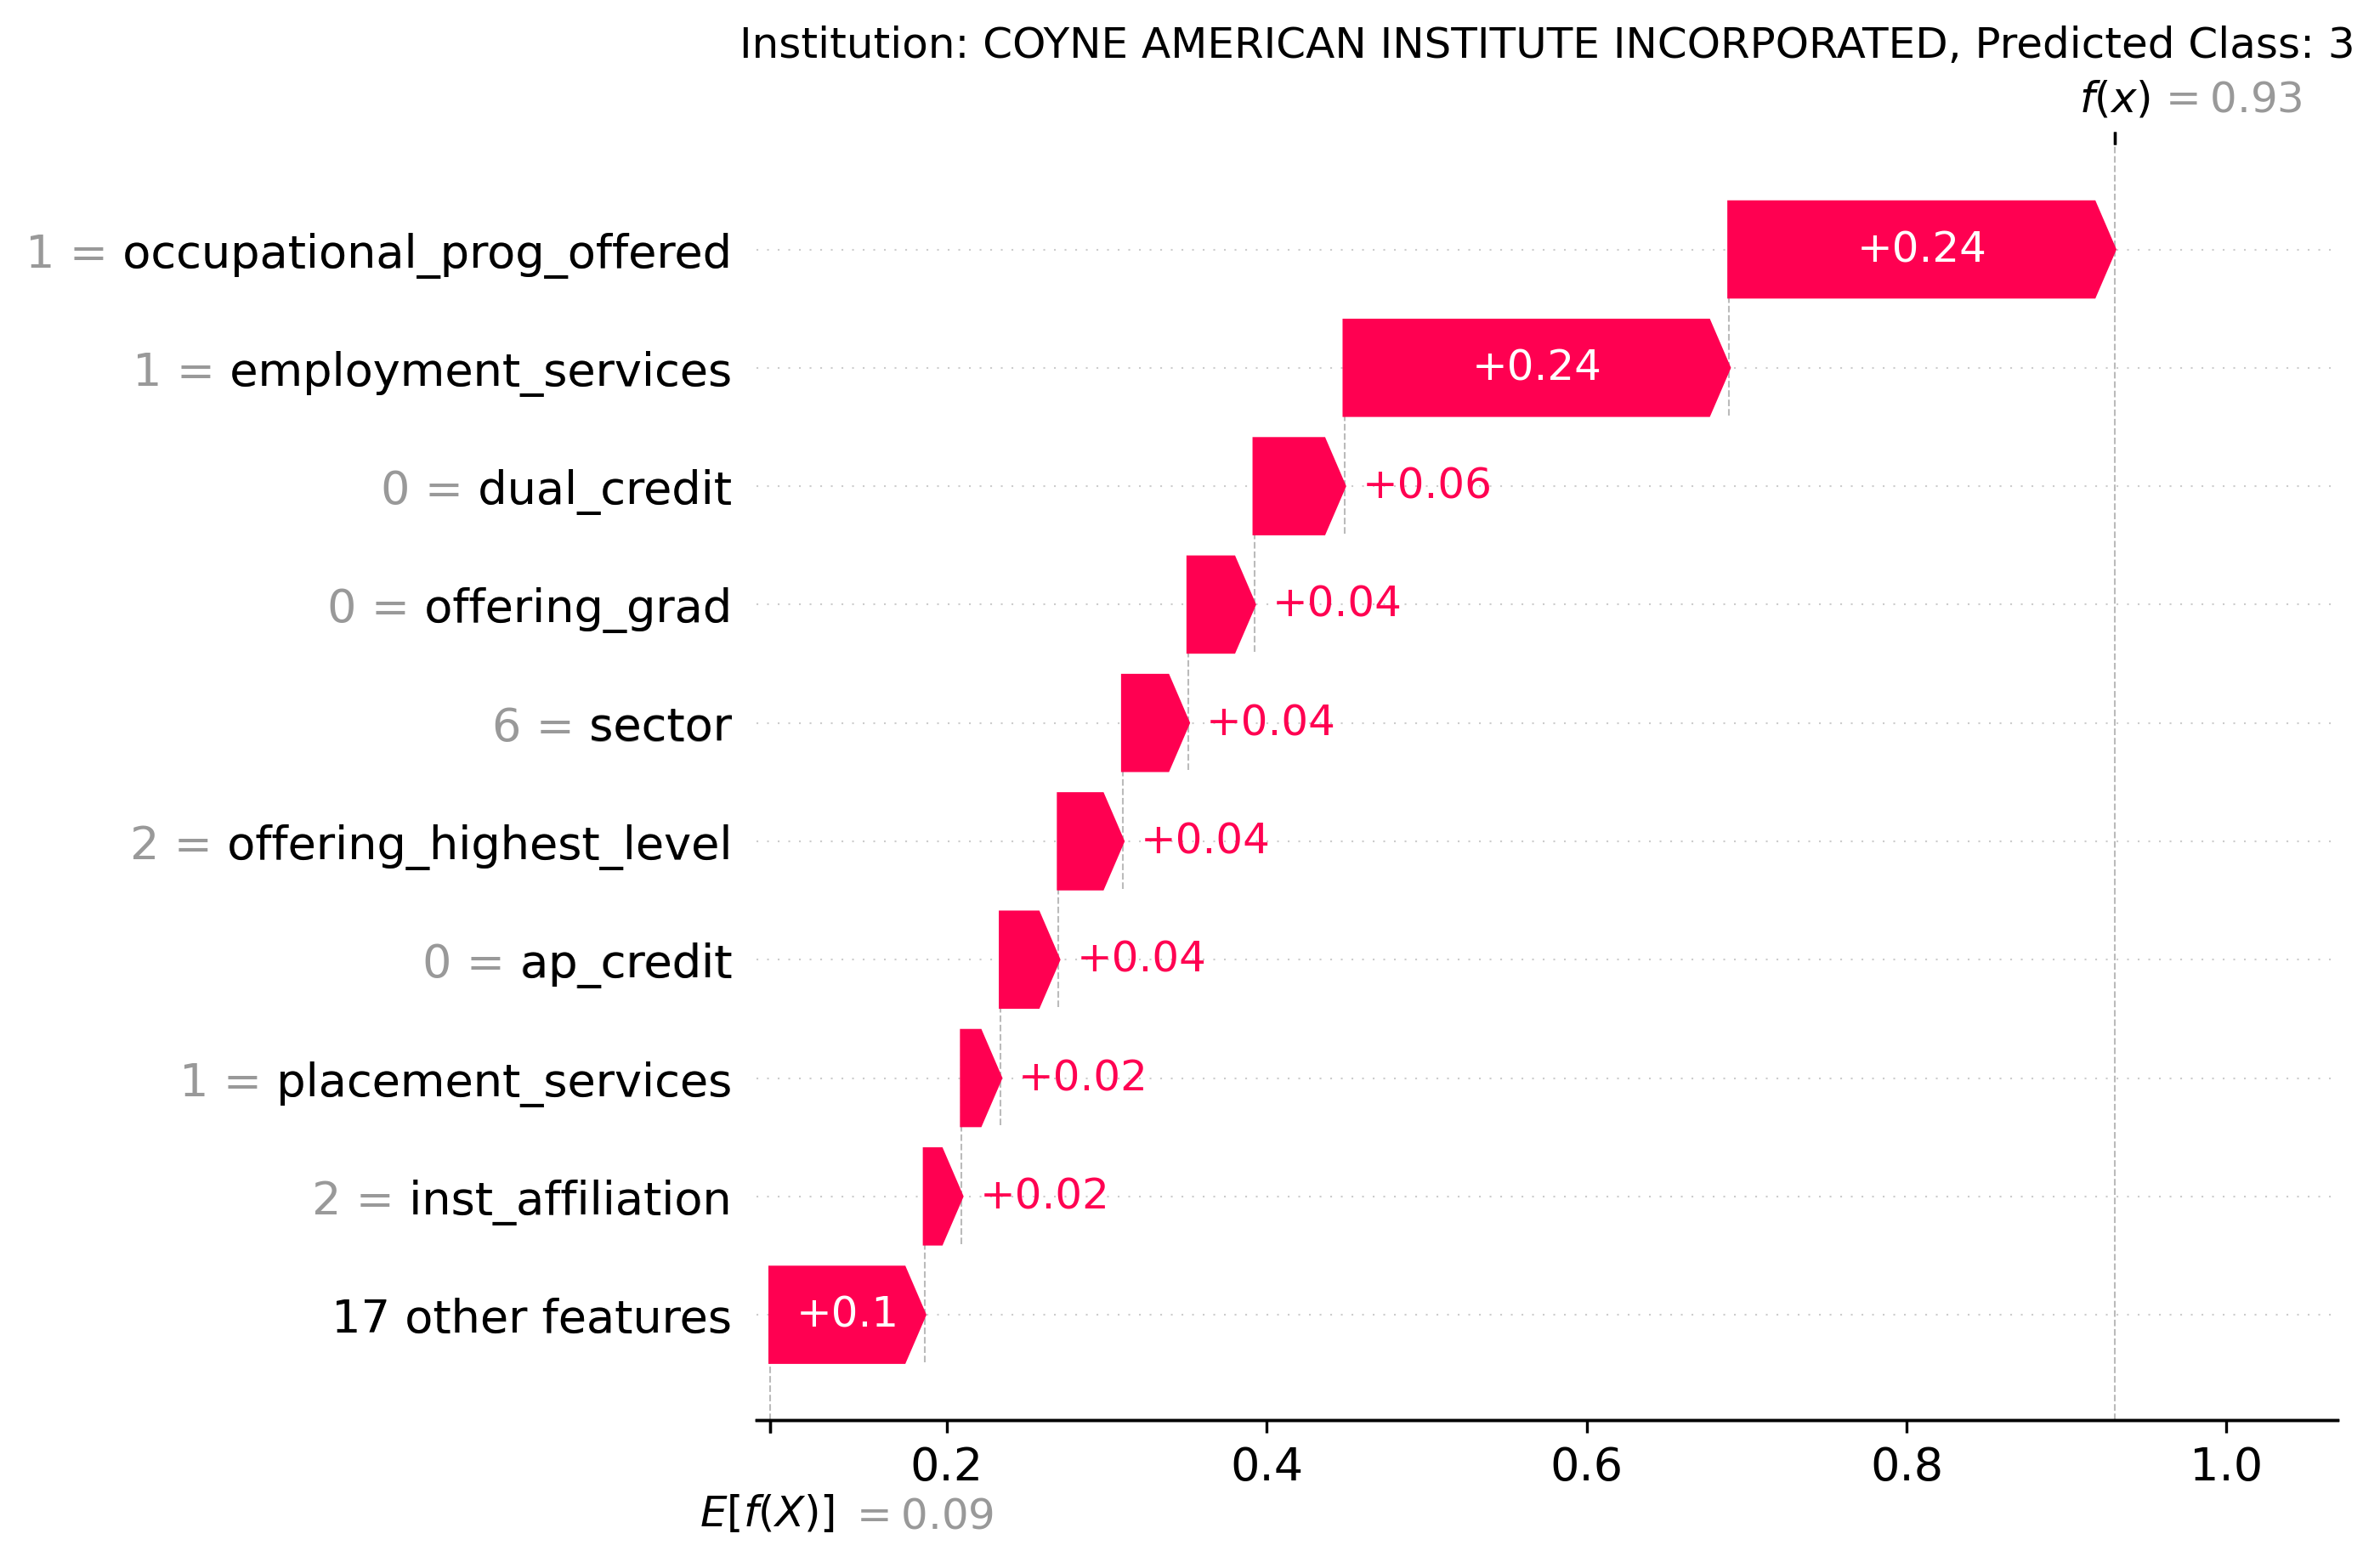 Institution: COYNE AMERICAN INSTITUTE INCORPORATED, Predicted Class: 3
f(x) = 0.93
1 = occupational_prog_offered +0.24
1 = employment_services +0.24
0 = dual_credit +0.06
0 = offering_grad +0.04
6 = sector +0.04
2 = offering_highest_level +0.04
0 = ap_credit +0.04
1 = placement_services +0.02
2 = inst_affiliation +0.02
17 other features +0.1
0.2 0.4 0.6 0.8 1.0
E[f(X)] = 0.09